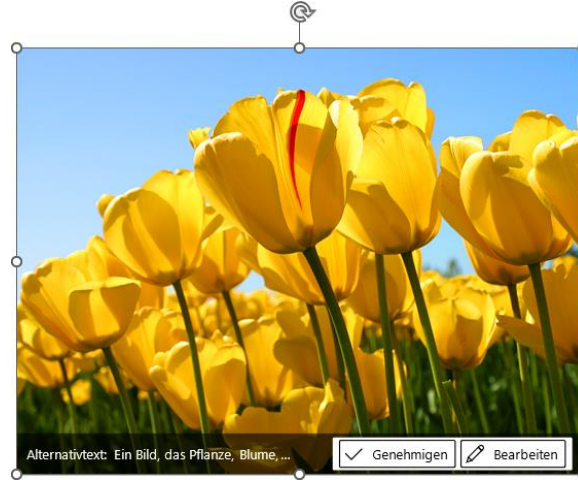 Alternativtext: Ein Bild, das Pflanze, Blume, ... Genehmigen Bearbeiten